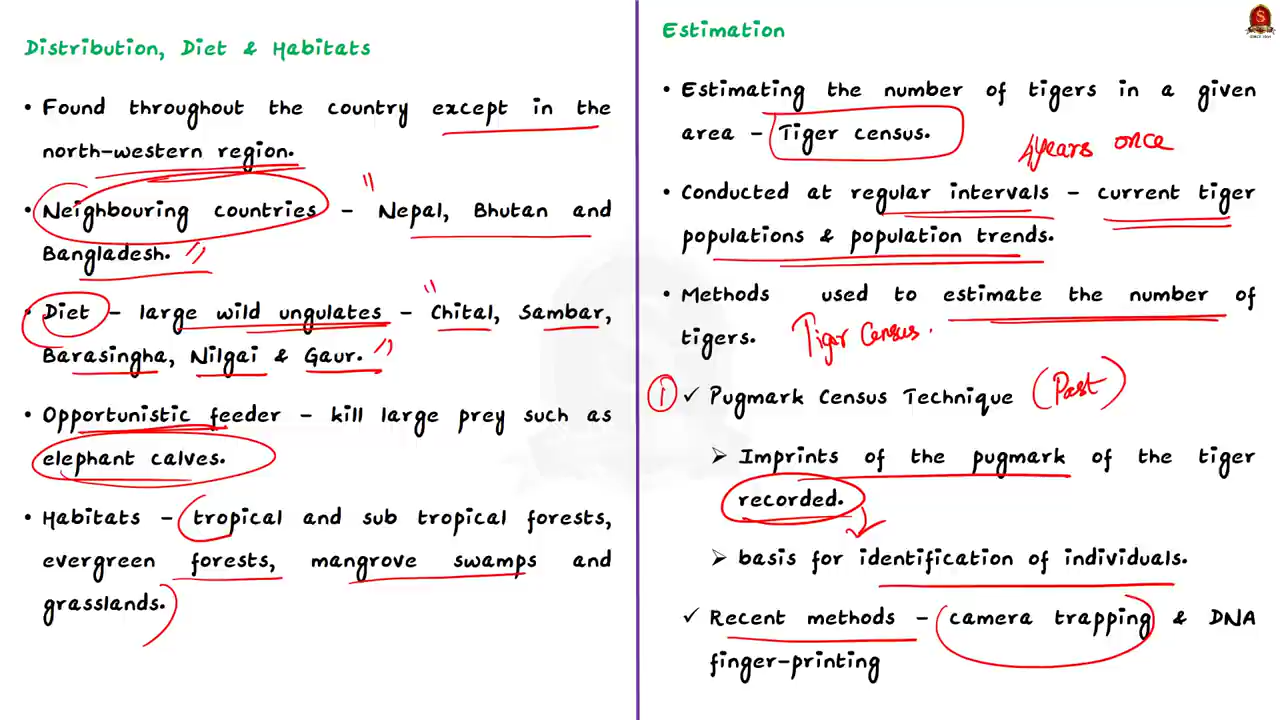 Distribution, Diet & Habitats
• Found throughout the country except in the
north-western region.
• Neighbouring countries – Nepal, Bhutan and
Bangladesh.
• Diet – large wild ungulates – Chital, Sambar,
Barasingha, Nilgai & Gaur.
• Opportunistic feeder – kill large prey such as
elephant calves.
• Habitats – tropical and sub tropical forests,
evergreen forests, mangrove swamps and
grasslands.
Estimation
• Estimating the number of tigers in a given
area – Tiger census.
4years once
• Conducted at regular intervals – current tiger
populations & population trends.
• Methods used to estimate the number of
tigers.
Tiger Census.
① ✓ Pugmark Census Technique (Past)
➢ Imprints of the pugmark of the tiger
recorded.
➢ basis for identification of individuals.
✓ Recent methods – camera trapping & DNA
finger-printing